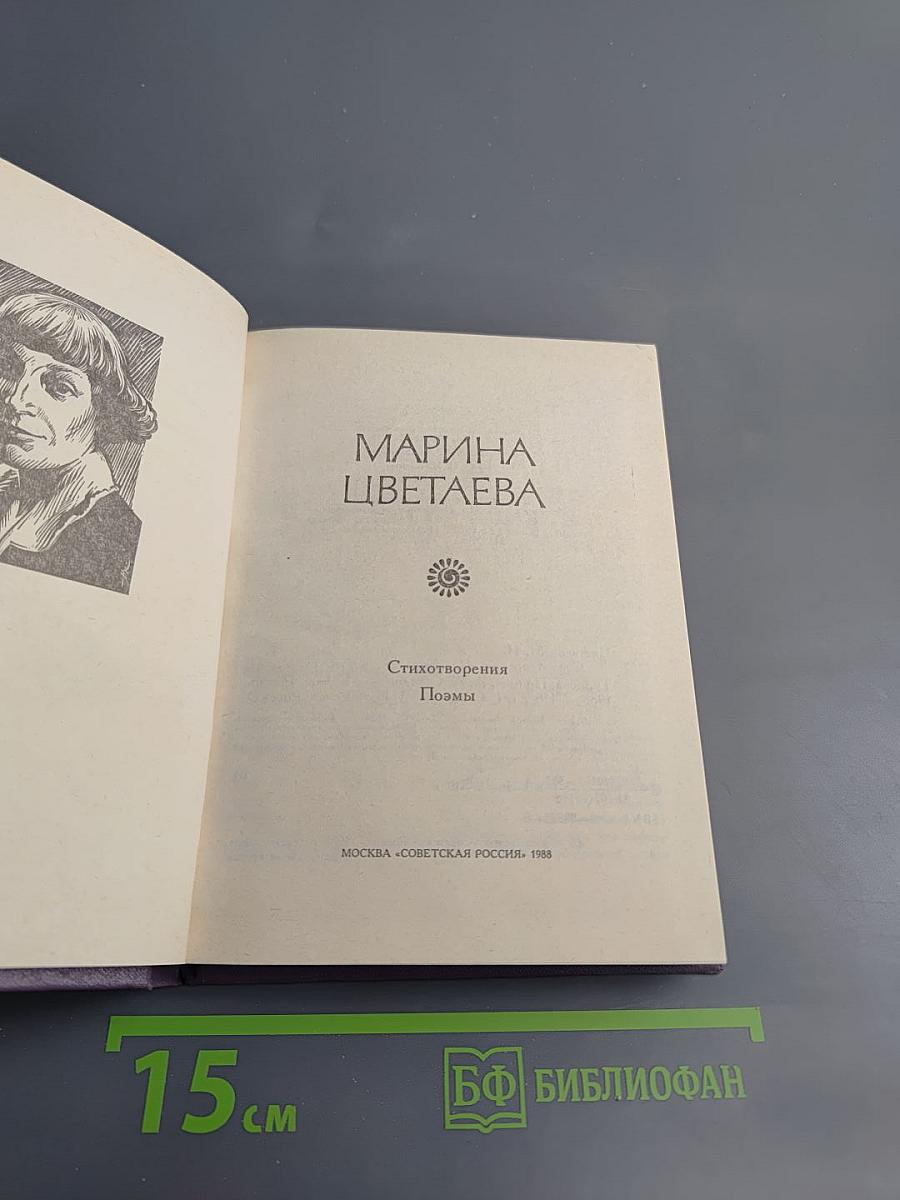 МАРИНА
ЦВЕТАЕВА
Стихотворения
Поэмы
МОСКВА «СОВЕТСКАЯ РОССИЯ» 1988
15 см
БФ БИБЛИОФАН